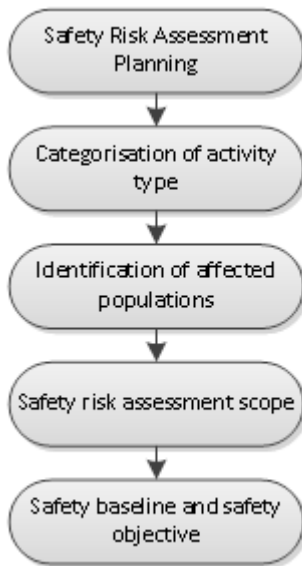 Safety Risk Assessment
Planning
Categorisation of activity
type
Identification of affected
populations
Safety risk assessment scope
Safety baseline and safety
objective